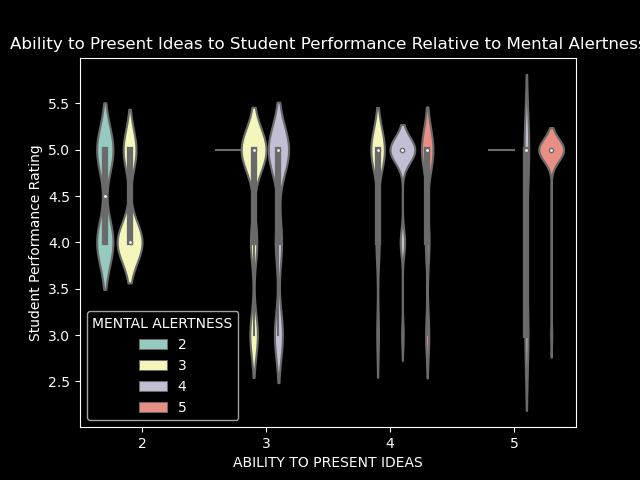 Ability to Present Ideas to Student Performance Relative to Mental Alertness
Student Performance Rating
5.5
5.0
4.5
4.0
3.5
3.0
2.5
MENTAL ALERTNESS
2
3
4
5
2 3 4 5
ABILITY TO PRESENT IDEAS